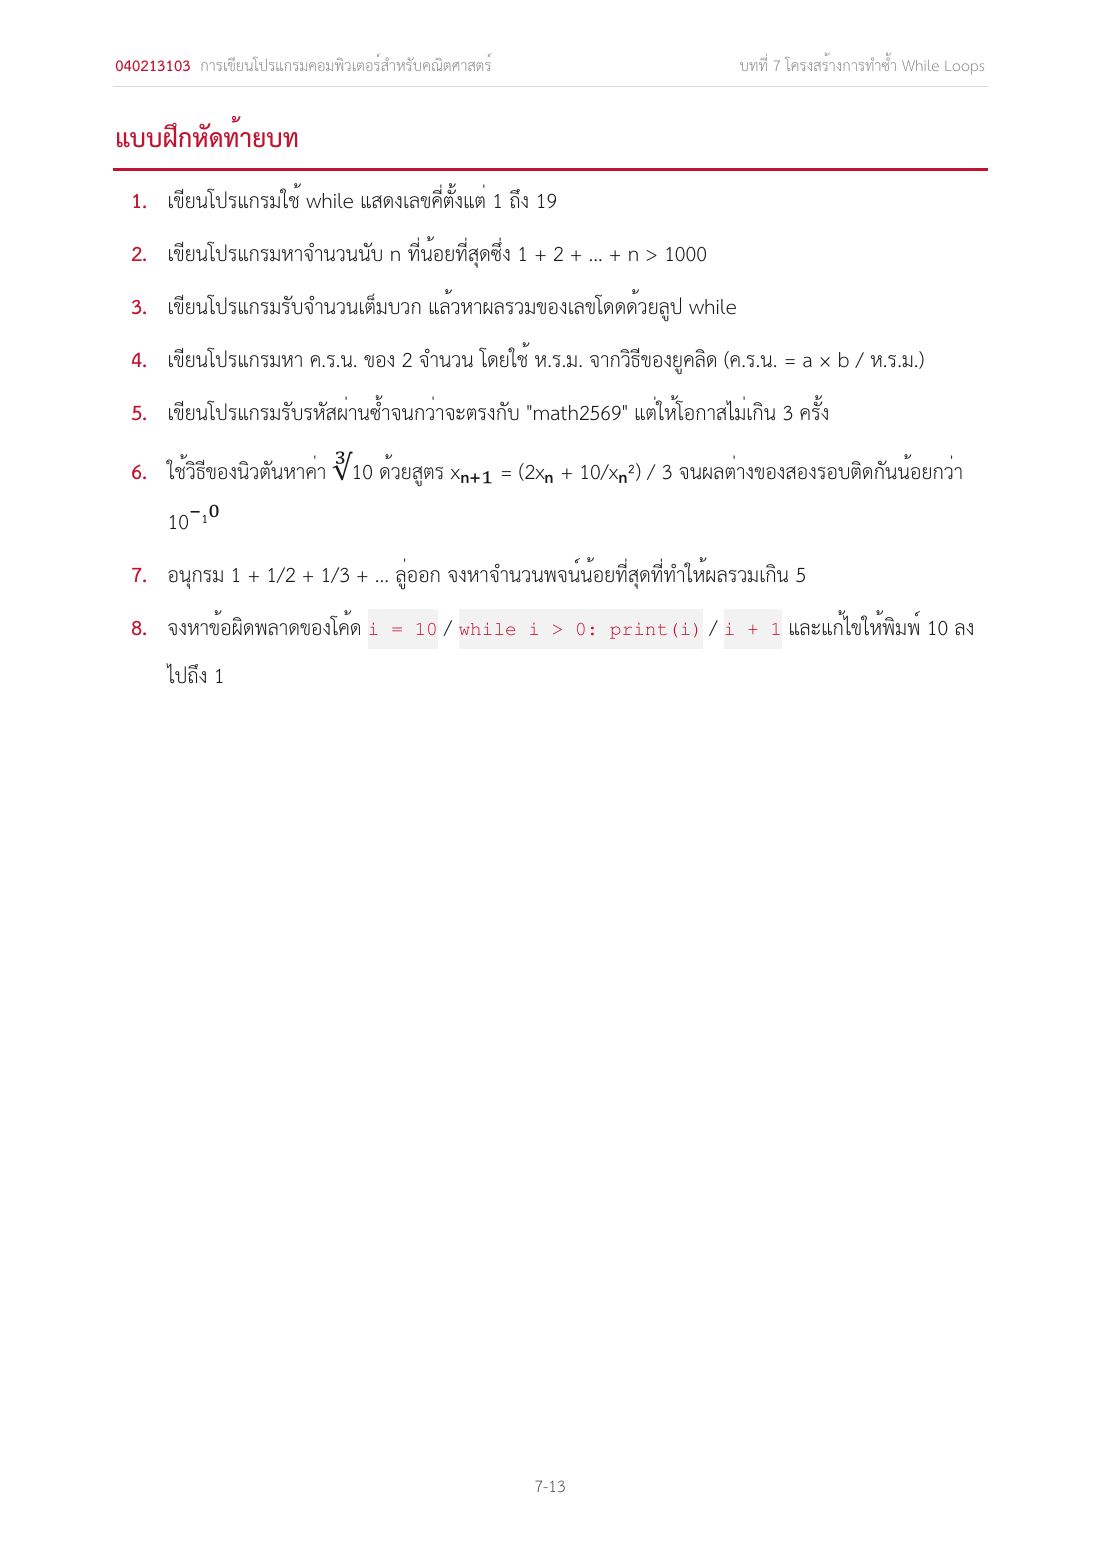 040213103 การเขียนโปรแกรมคอมพิวเตอร์สำหรับคณิตศาสตร์ บทที่ 7 โครงสร้างการทำซ้ำ While Loops
แบบฝึกหัดท้ายบท
1. เขียนโปรแกรมใช้ while แสดงเลขคี่ตั้งแต่ 1 ถึง 19
2. เขียนโปรแกรมหาจำนวนนับ n ที่น้อยที่สุดซึ่ง 1 + 2 + ... + n > 1000
3. เขียนโปรแกรมรับจำนวนเต็มบวก แล้วหาผลรวมของเลขโดดด้วยลูป while
4. เขียนโปรแกรมหา ค.ร.น. ของ 2 จำนวน โดยใช้ ห.ร.ม. จากวิธีของยูคลิด (ค.ร.น. = a × b / ห.ร.ม.)
5. เขียนโปรแกรมรับรหัสผ่านซ้ำจนกว่าจะตรงกับ "math2569" แต่ให้โอกาสไม่เกิน 3 ครั้ง
6. ใช้วิธีของนิวตันหาค่า ∛10 ด้วยสูตร xₙ₊₁ = (2xₙ + 10/xₙ²) / 3 จนผลต่างของสองรอบติดกันน้อยกว่า
10⁻₁⁰
7. อนุกรม 1 + 1/2 + 1/3 + ... ลู่ออก จงหาจำนวนพจน์น้อยที่สุดที่ทำให้ผลรวมเกิน 5
8. จงหาข้อผิดพลาดของโค้ด i = 10 / while i > 0: print(i) / i + 1 และแก้ไขให้พิมพ์ 10 ลง
ไปถึง 1
7-13